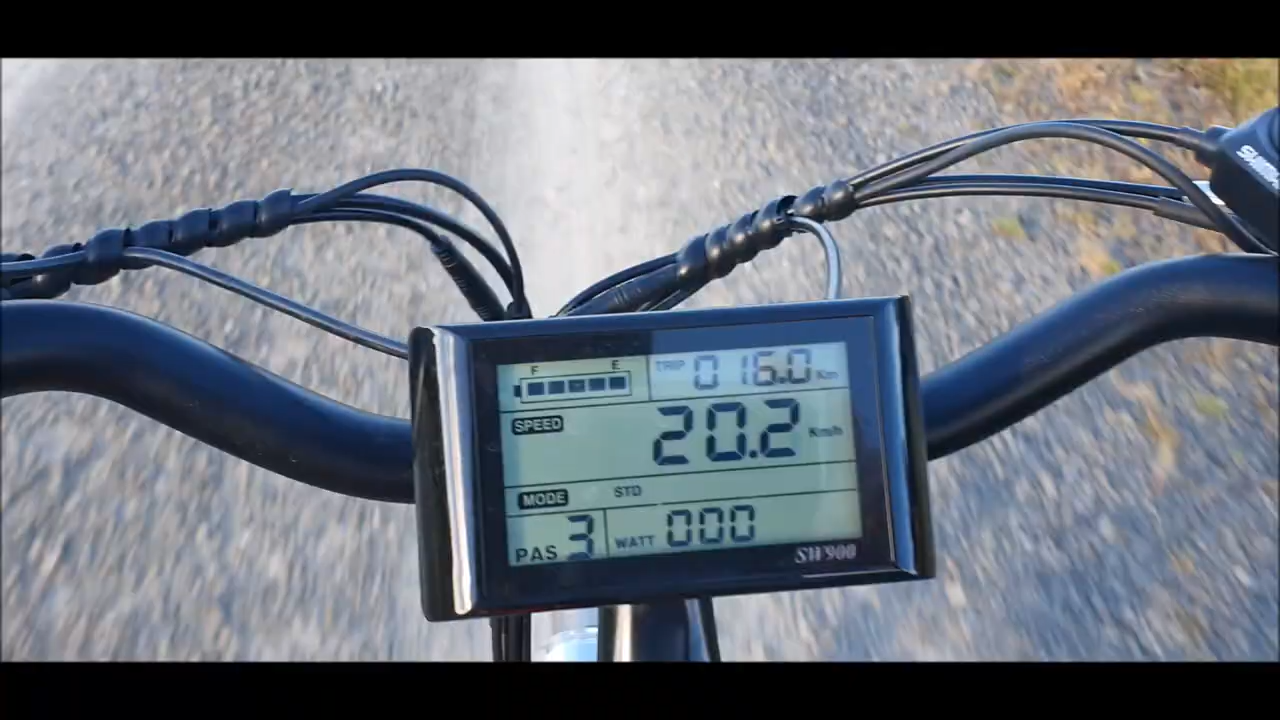 F E
TRIP 016.0 Km
SPEED
20.2 Km/h
MODE STD
PAS 3 WATT 000
SW900